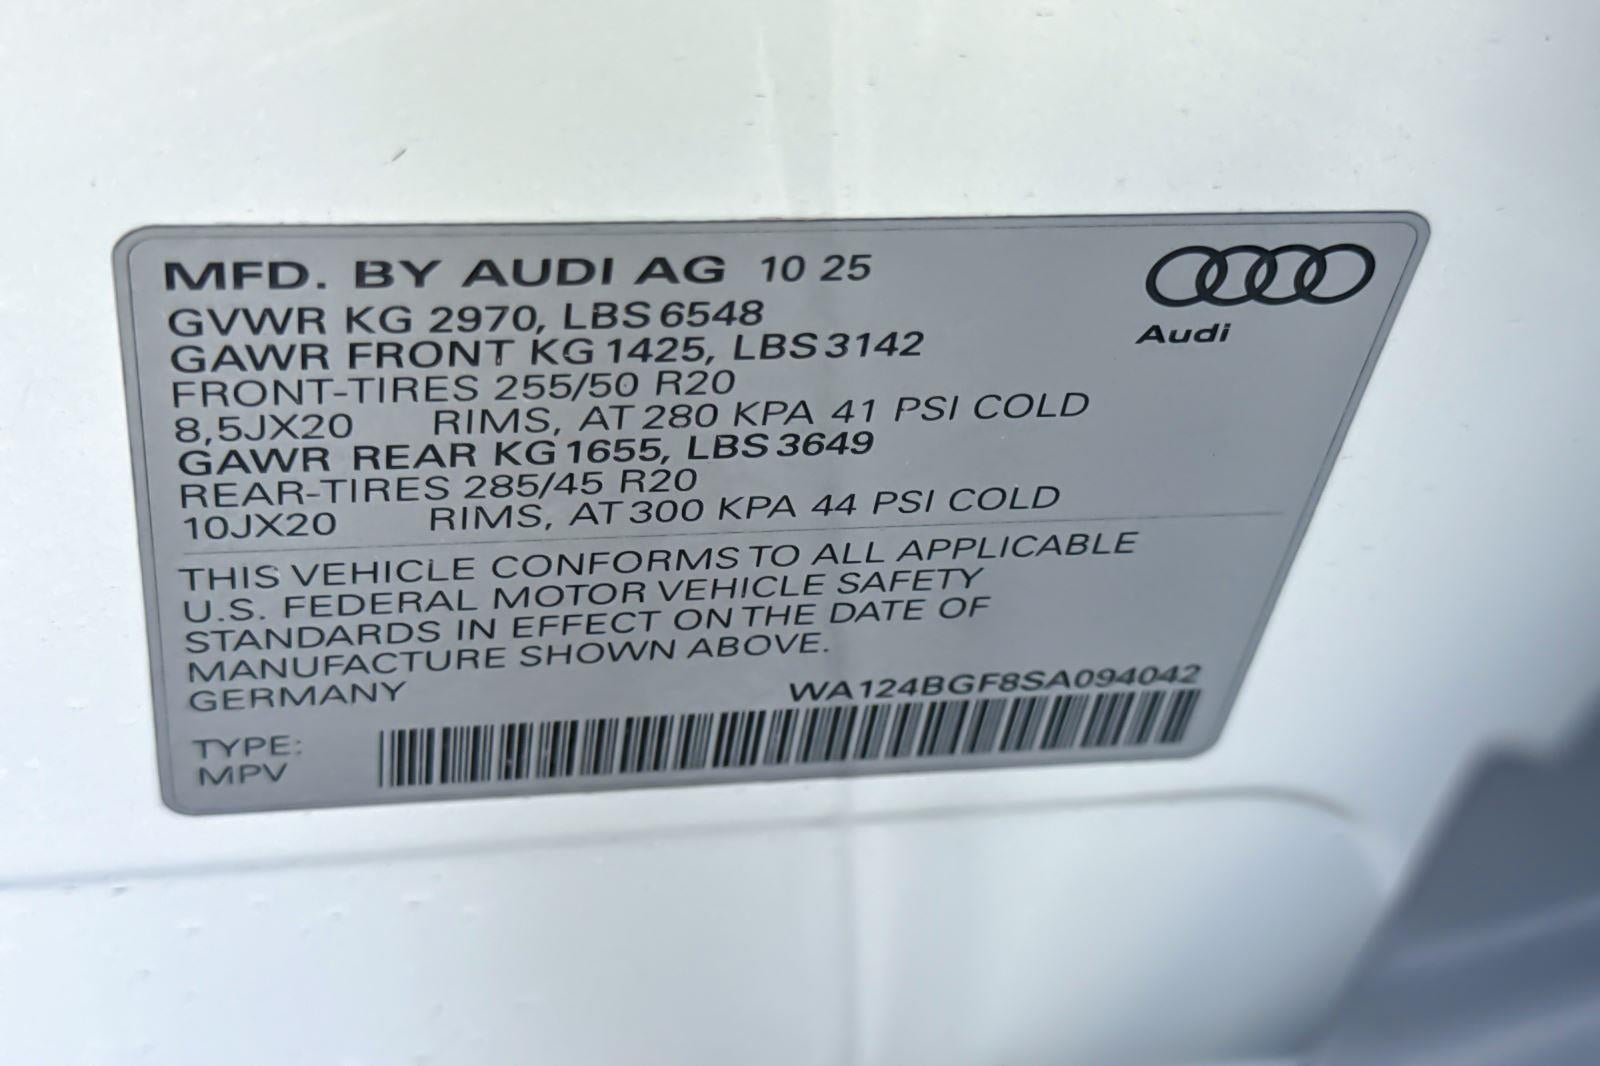 MFD. BY AUDI AG 10 25
Audi
GVWR KG 2970, LBS 6548
GAWR FRONT KG 1425, LBS 3142
FRONT-TIRES 255/50 R20
8,5JX20 RIMS, AT 280 KPA 41 PSI COLD
GAWR REAR KG 1655, LBS 3649
REAR-TIRES 285/45 R20
10JX20 RIMS, AT 300 KPA 44 PSI COLD
THIS VEHICLE CONFORMS TO ALL APPLICABLE
U.S. FEDERAL MOTOR VEHICLE SAFETY
STANDARDS IN EFFECT ON THE DATE OF
MANUFACTURE SHOWN ABOVE.
GERMANY WA124BGF8SA094042
TYPE:
MPV